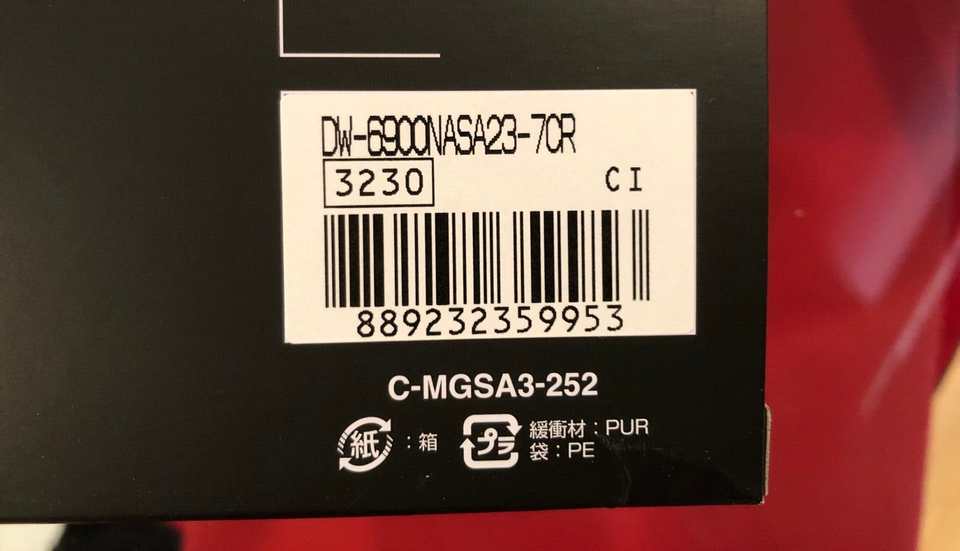 DW-6900NASA23-7CR
3230 CI
889232359953
C-MGSA3-252
紙 : 箱
プラ 緩衝材 : PUR
袋 : PE